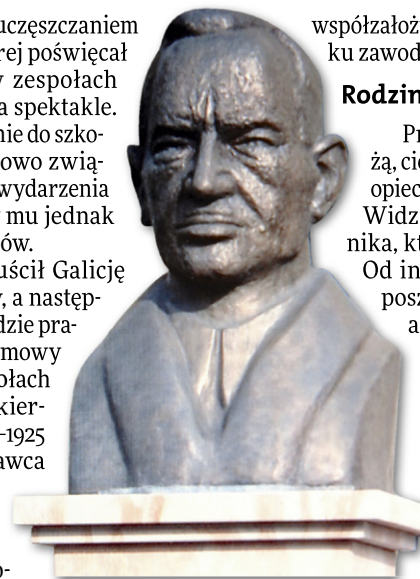 uczęszczaniem
rej poświęcał
zespołach
a spektakle.
nie do szko-
owo zwią-
wydarzenia
mu jednak
ów.
uścił Galicję
, a następ-
dzie pra-
mowy
ołach
kier-
-1925
awca
o-
współzałoż
ku zawod
Rodzin
Pr
żą, cie
opiec
Widz
nika, kt
Od in
posz
a